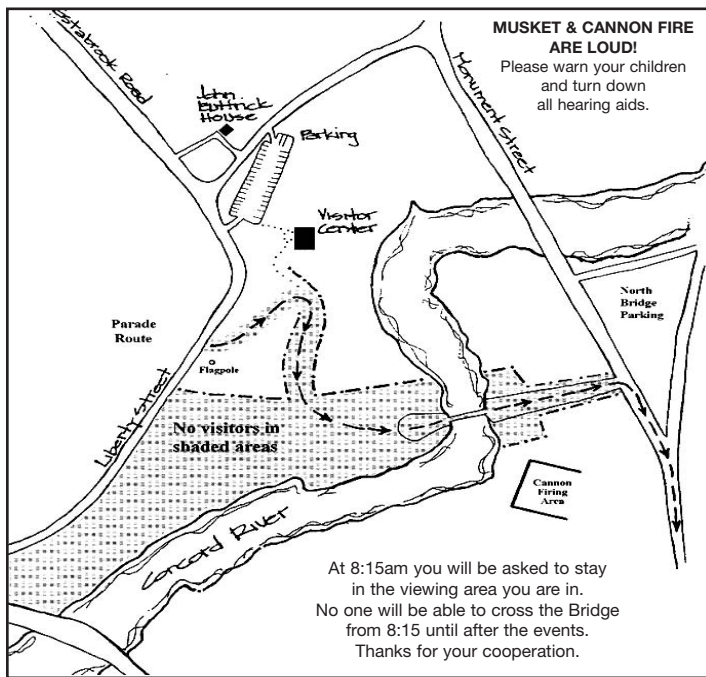 MUSKET & CANNON FIRE
ARE LOUD!
Please warn your children
and turn down
all hearing aids.
Estabrook Road
Monument Street
John
Buttrick
House
Parking
Visitor
Center
North
Bridge
Parking
Parade
Route
Flagpole
Liberty Street
No visitors in
shaded areas
Cannon
Firing
Area
Concord River
At 8:15am you will be asked to stay
in the viewing area you are in.
No one will be able to cross the Bridge
from 8:15 until after the events.
Thanks for your cooperation.